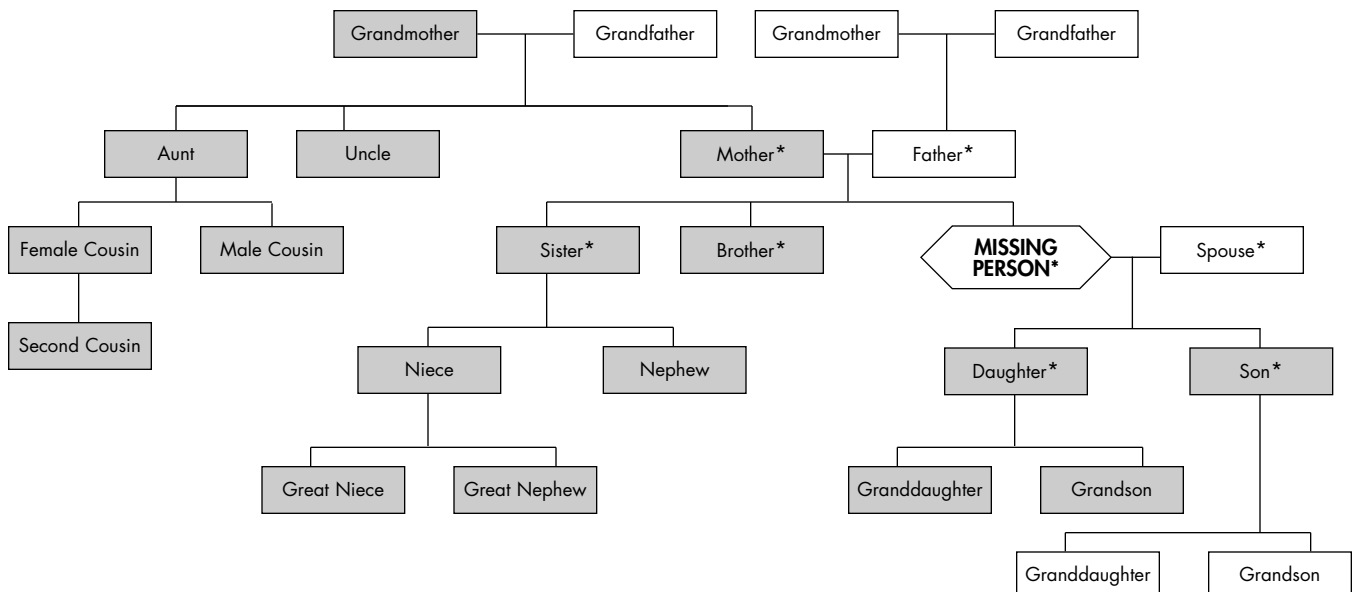 Grandmother
Grandfather
Grandmother
Grandfather
Aunt
Uncle
Mother*
Father*
Female Cousin
Male Cousin
Sister*
Brother*
MISSING
PERSON*
Spouse*
Second Cousin
Niece
Nephew
Daughter*
Son*
Great Niece
Great Nephew
Granddaughter
Grandson
Granddaughter
Grandson